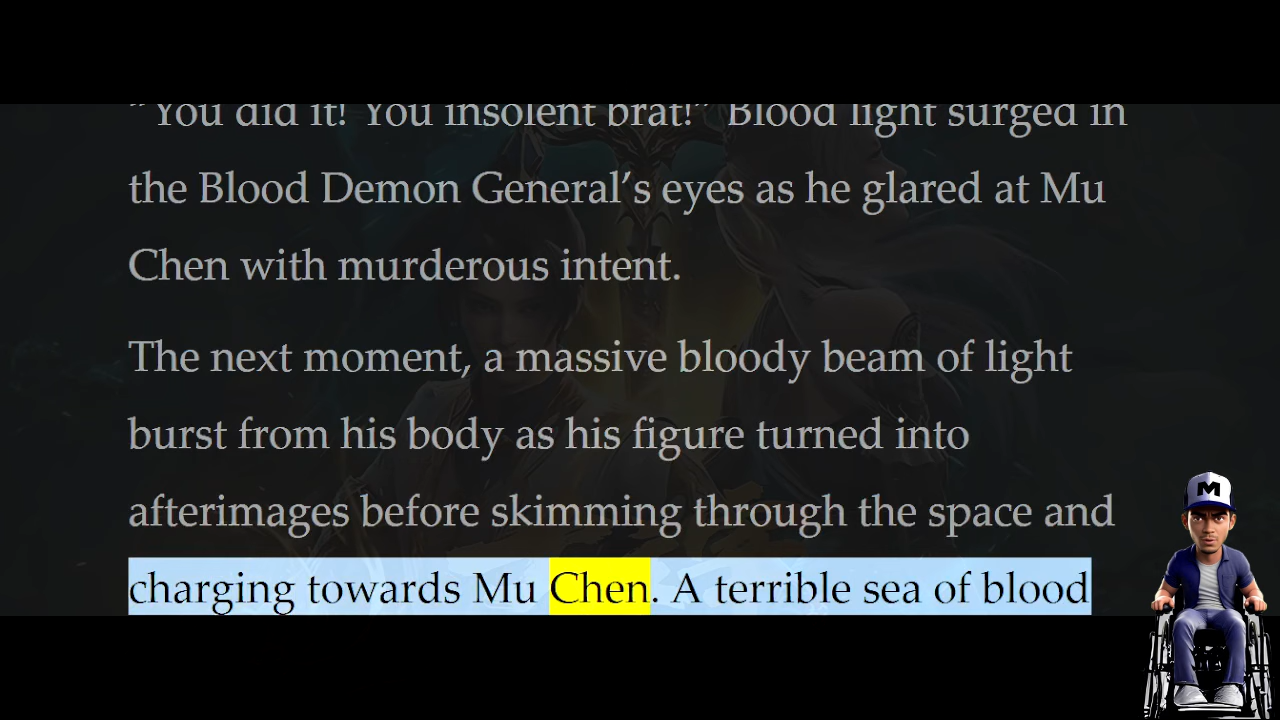 “You did it! You insolent brat!” Blood light surged in
the Blood Demon General’s eyes as he glared at Mu
Chen with murderous intent.
The next moment, a massive bloody beam of light
burst from his body as his figure turned into
afterimages before skimming through the space and
charging towards Mu Chen. A terrible sea of blood
M